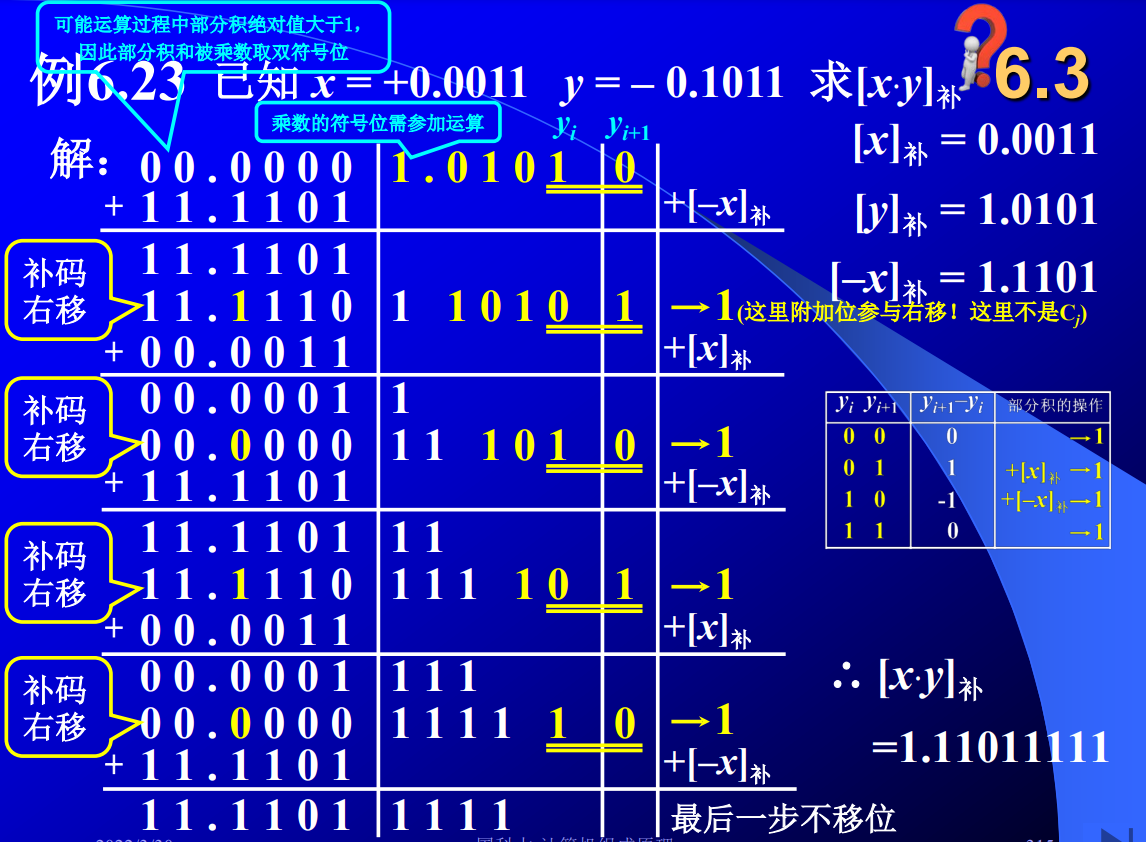 可能运算过程中部分积绝对值大于1,
因此部分积和被乘数取双符号位
例6.23 已知 x = +0.0011 y = – 0.1011 求[x·y]补
6.3
乘数的符号位需参加运算
yi yi+1
[x]补 = 0.0011
解：
00.0000 1.0101 0
+ 11.1101 +[–x]补
[y]补 = 1.0101
11.1101
[–x]补 = 1.1101
补码
右移
11.1110 1 1010 1 →1(这里附加位参与右移！这里不是Cj)
+ 00.0011 +[x]补
00.0001 1
补码
右移
00.0000 11 101 0 →1
+ 11.1101 +[–x]补
yi yi+1 yi+1–yi 部分积的操作
0 0 0 →1
0 1 1 +[x]补 →1
1 0 -1 +[–x]补 →1
1 1 0 →1
11.1101 11
补码
右移
11.1110 111 10 1 →1
+ 00.0011 +[x]补
00.0001 111
补码
右移
00.0000 1111 1 0 →1
+ 11.1101 +[–x]补
11.1101 1111 最后一步不移位
∴ [x·y]补
=1.11011111